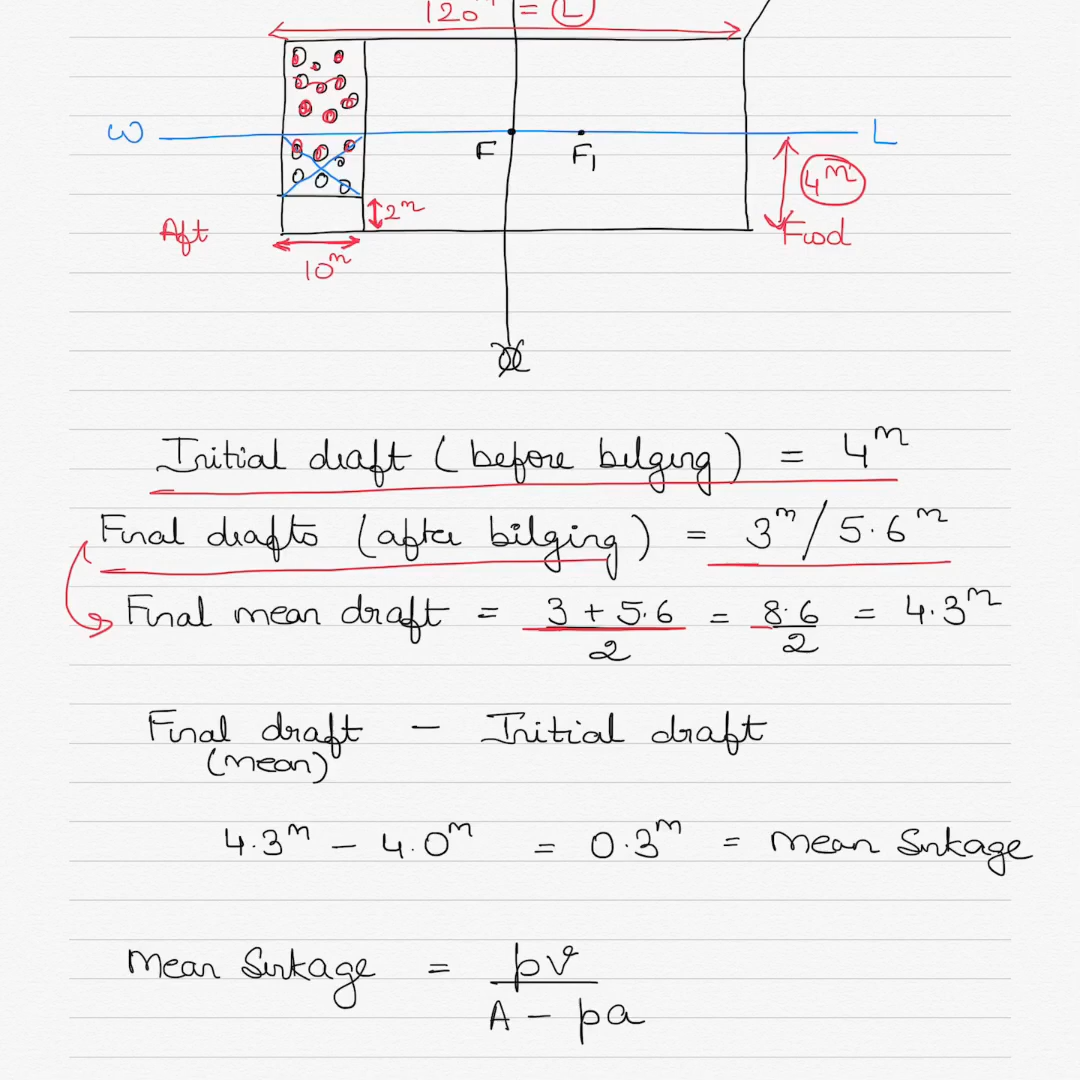 120ᵐ = L
W L
F F₁
4ᵐ
2ᵐ
Aft Fwd
10ᵐ
Initial draft (before bilging) = 4ᵐ
Final drafts (after bilging) = 3ᵐ / 5.6ᵐ
Final mean draft = 3 + 5.6 / 2 = 8.6 / 2 = 4.3ᵐ
Final draft - Initial draft
(mean)
4.3ᵐ - 4.0ᵐ = 0.3ᵐ = Mean Sinkage
Mean Sinkage = pv / A - pa